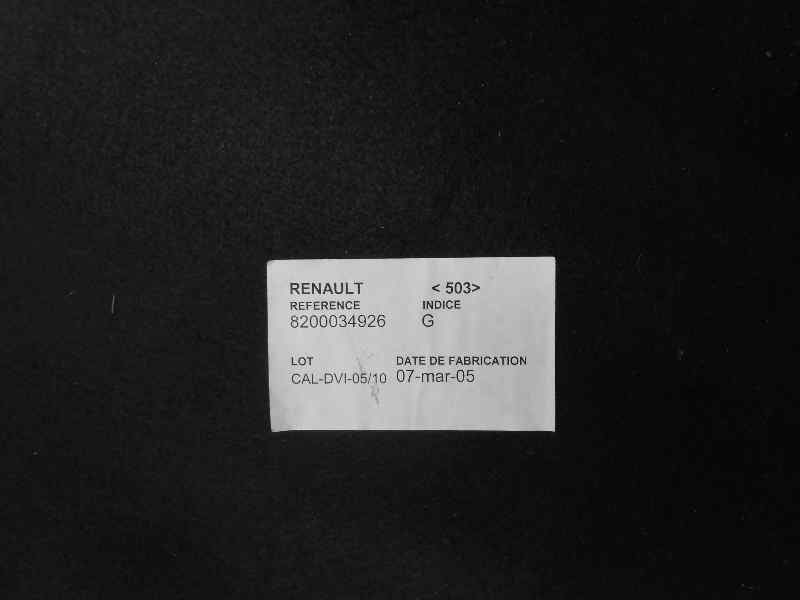 RENAULT < 503>
REFERENCE INDICE
8200034926 G
LOT DATE DE FABRICATION
CAL-DVI-05/10 07-mar-05